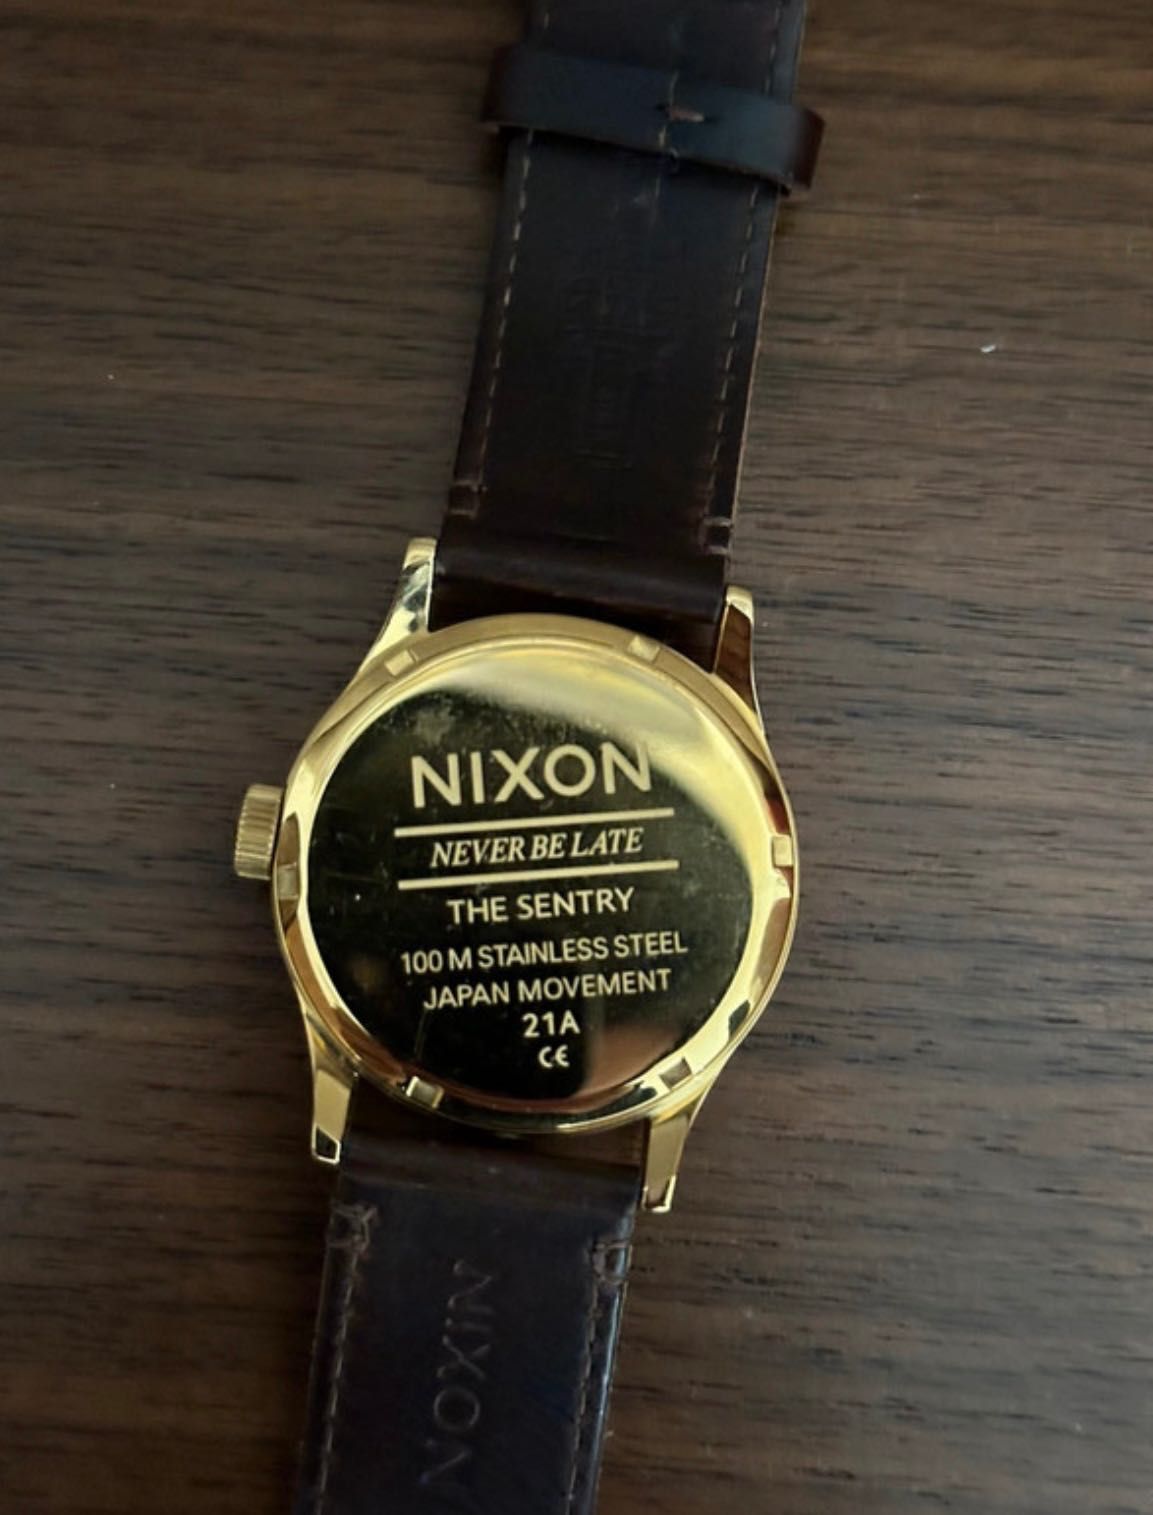 NIXON
NEVER BE LATE
THE SENTRY
100 M STAINLESS STEEL
JAPAN MOVEMENT
21A
CE
NIXON